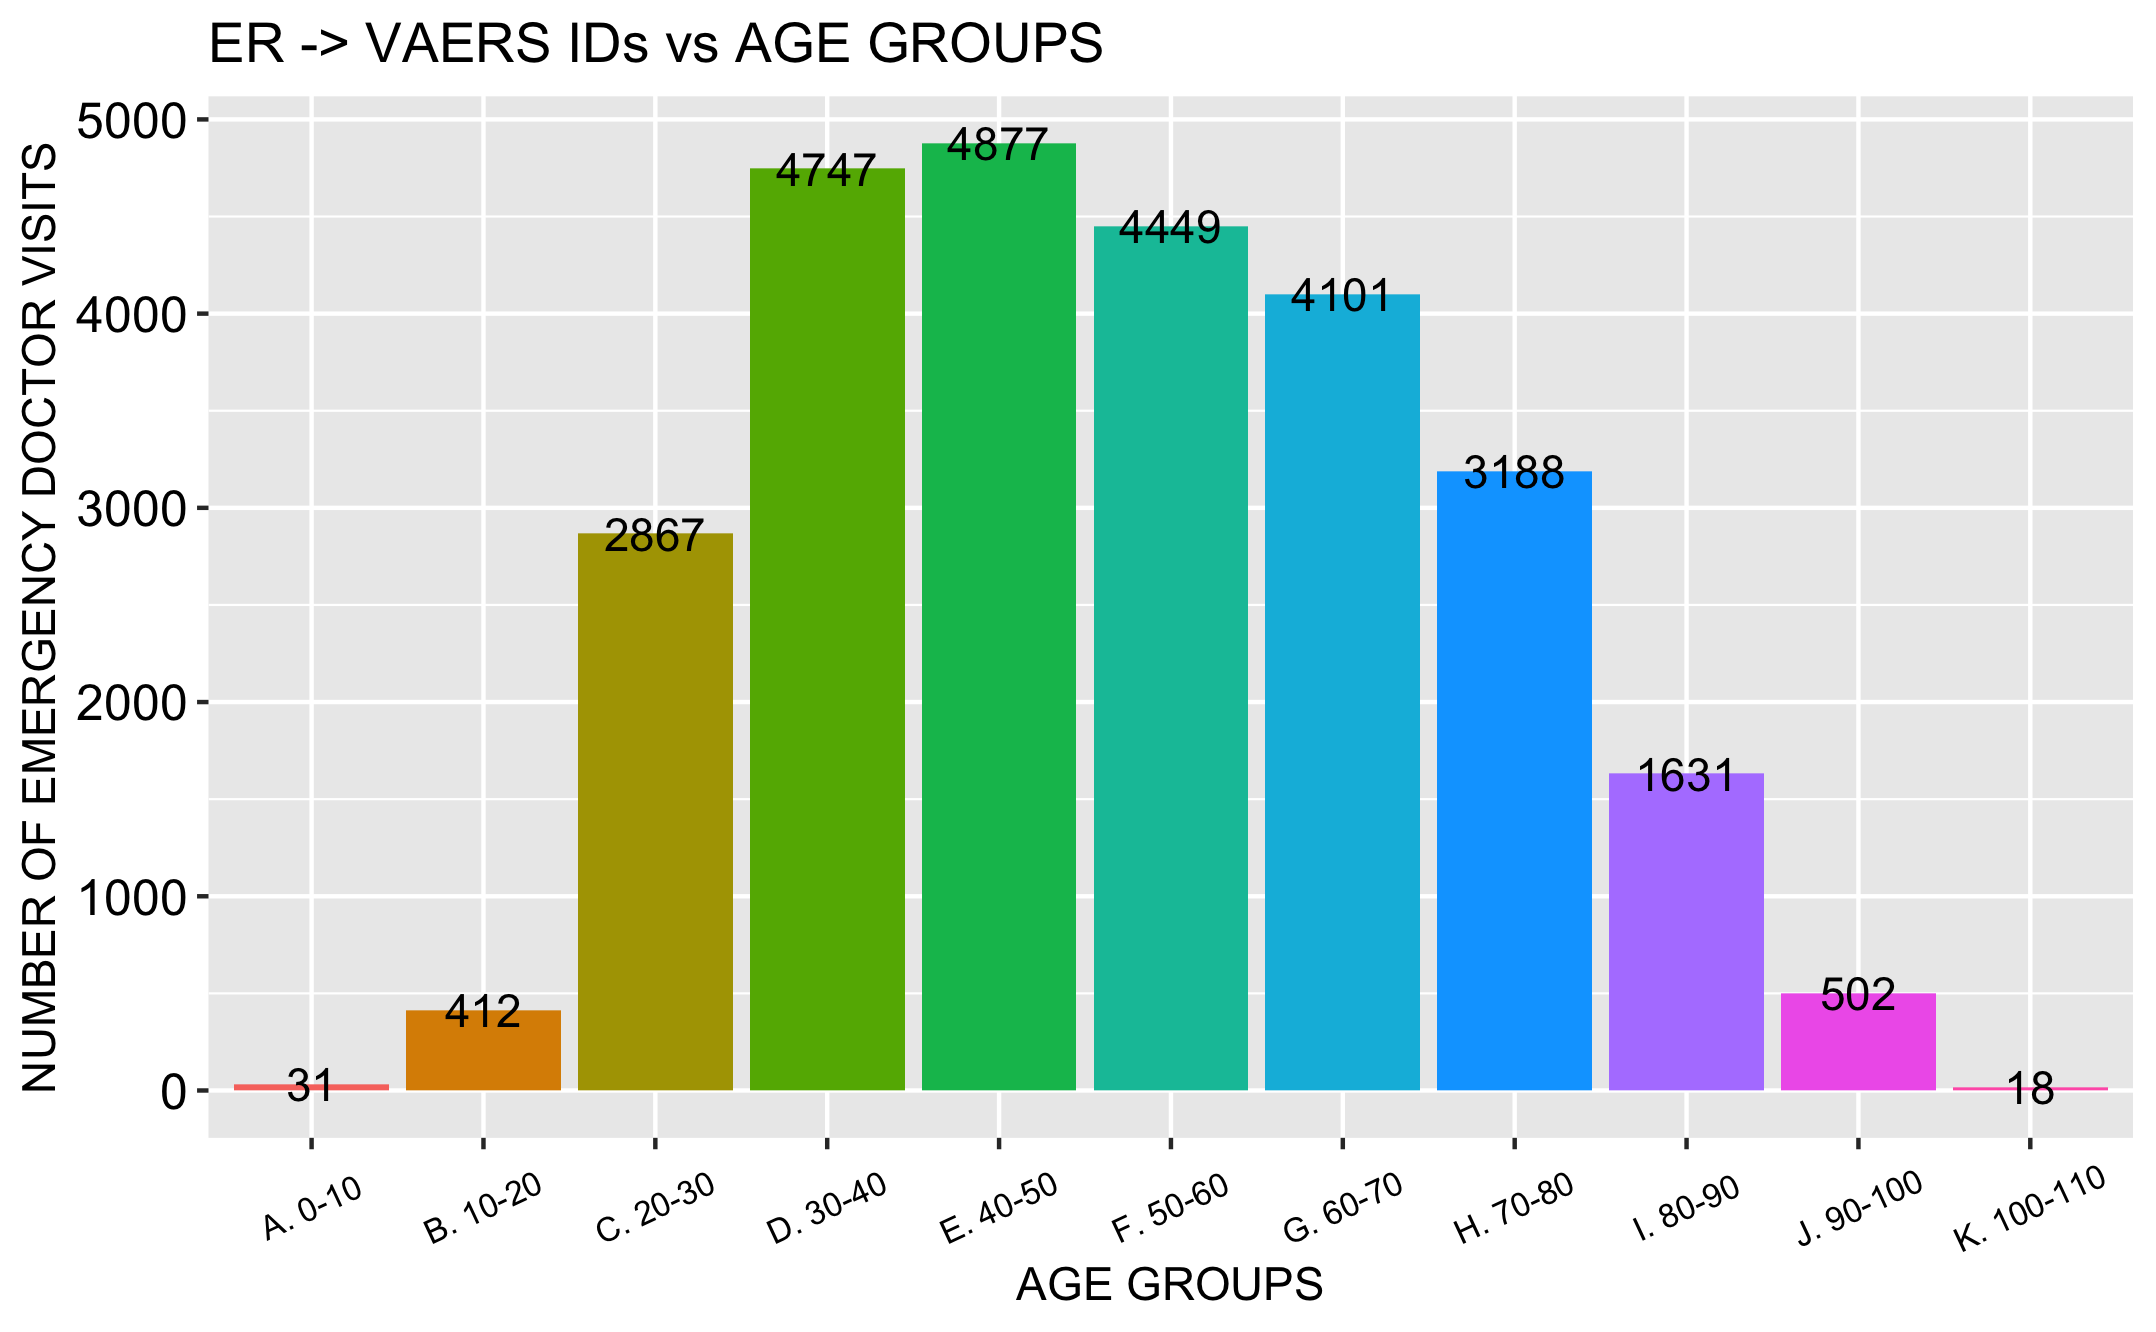 ER -> VAERS IDs vs AGE GROUPS
NUMBER OF EMERGENCY DOCTOR VISITS
5000
4000
3000
2000
1000
0
31
412
2867
4747
4877
4449
4101
3188
1631
502
18
A. 0-10
B. 10-20
C. 20-30
D. 30-40
E. 40-50
F. 50-60
G. 60-70
H. 70-80
I. 80-90
J. 90-100
K. 100-110
AGE GROUPS